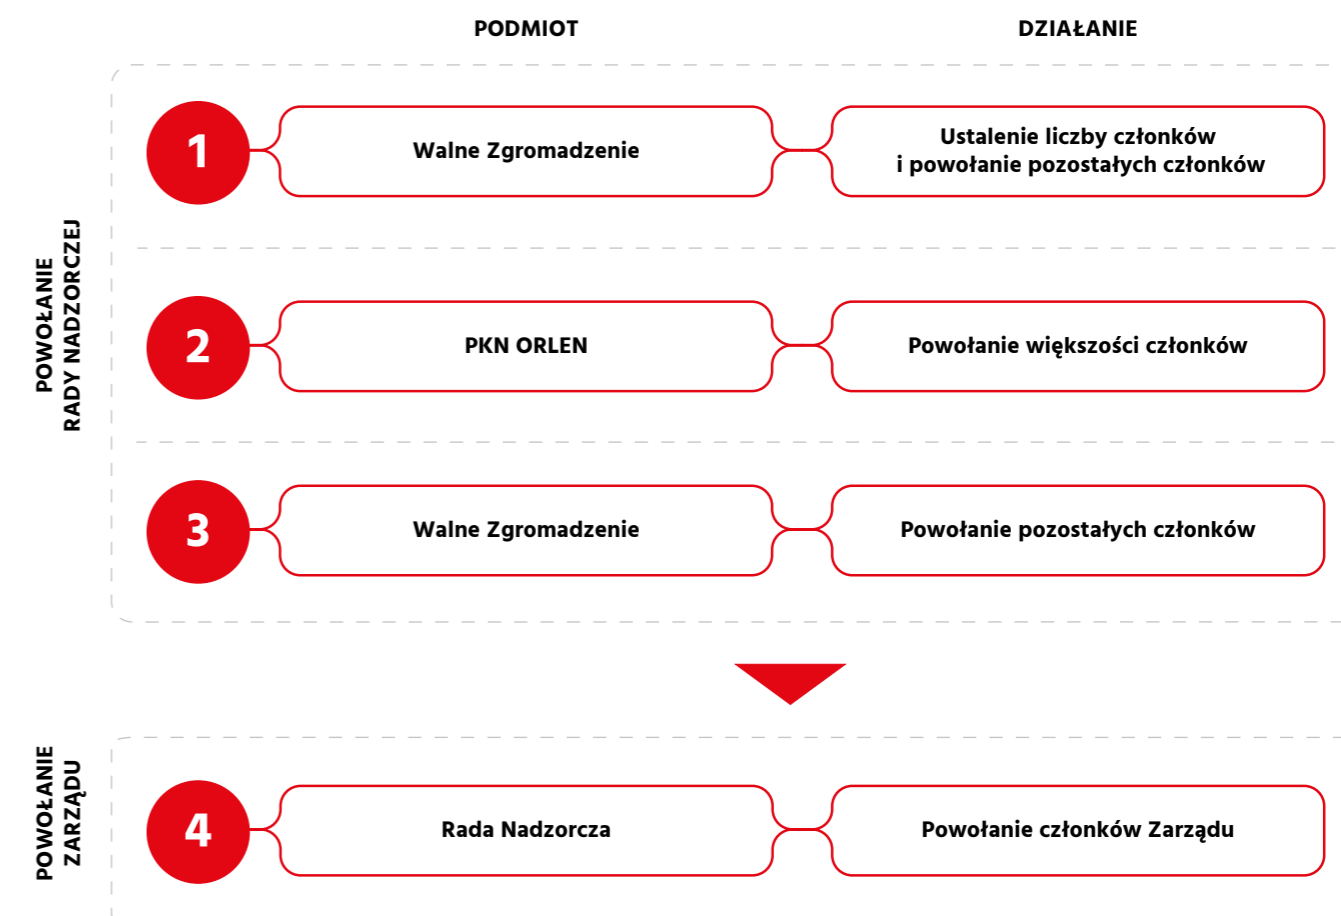 PODMIOT
DZIAŁANIE
POWOŁANIE
RADY NADZORCZEJ
1
Walne Zgromadzenie
Ustalenie liczby członków
i powołanie pozostałych członków
2
PKN ORLEN
Powołanie większości członków
3
Walne Zgromadzenie
Powołanie pozostałych członków
POWOŁANIE
ZARZĄDU
4
Rada Nadzorcza
Powołanie członków Zarządu